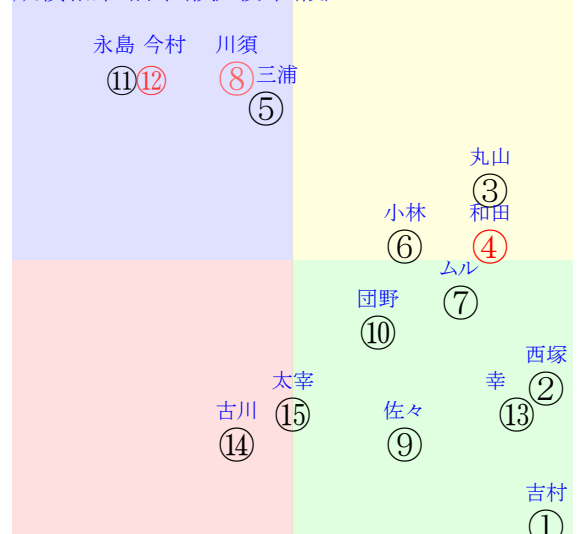 永島 今村 川須
三浦
⑪⑫ ⑧
⑤
丸山
③
小林 和田
⑥ ④
ムル
⑦
団野
⑩
西塚
②
太宰 幸
⑮ ⑬
古川 佐々
⑭ ⑨
吉村
①